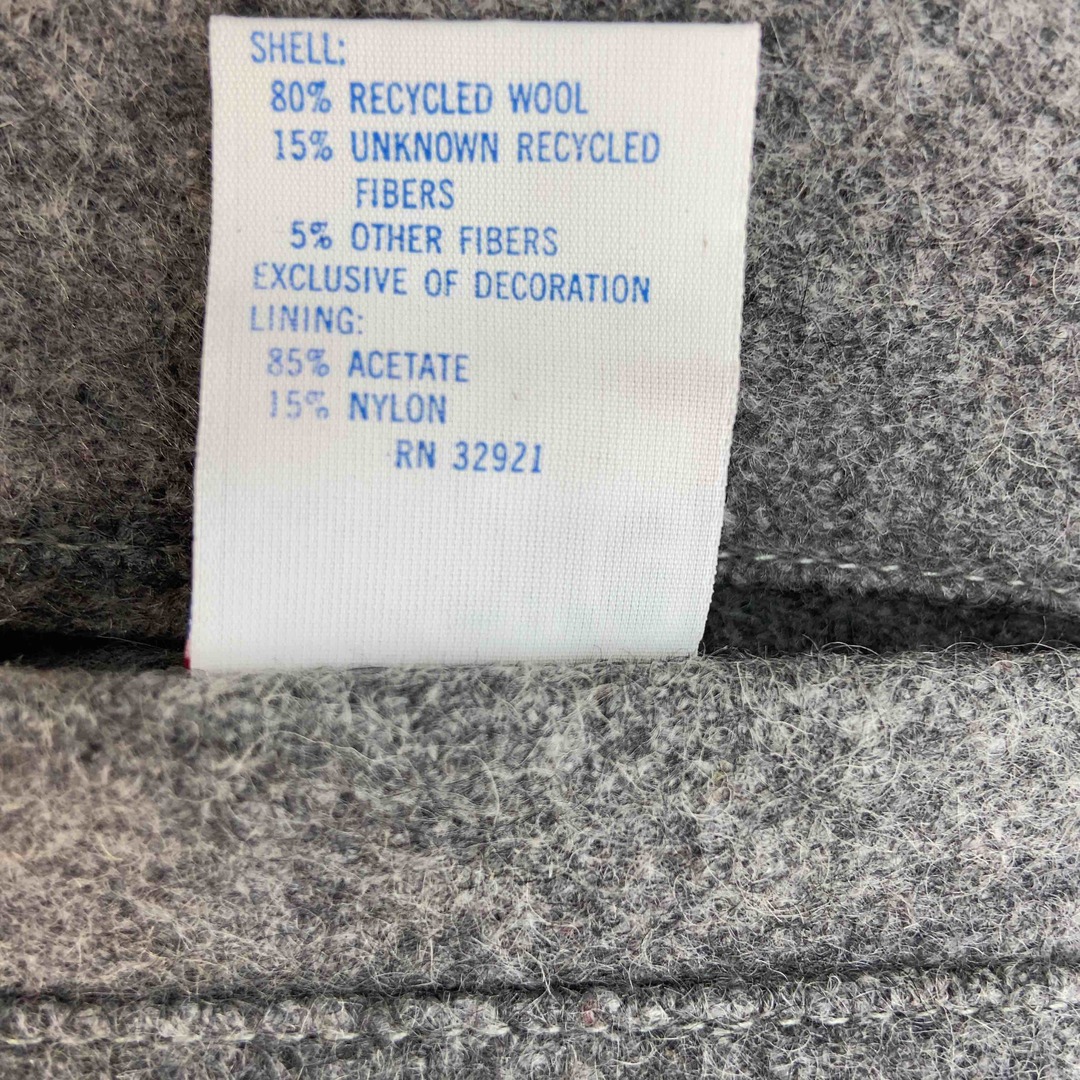 SHELL:
80% RECYCLED WOOL
15% UNKNOWN RECYCLED
FIBERS
5% OTHER FIBERS
EXCLUSIVE OF DECORATION
LINING:
85% ACETATE
15% NYLON
RN 32921